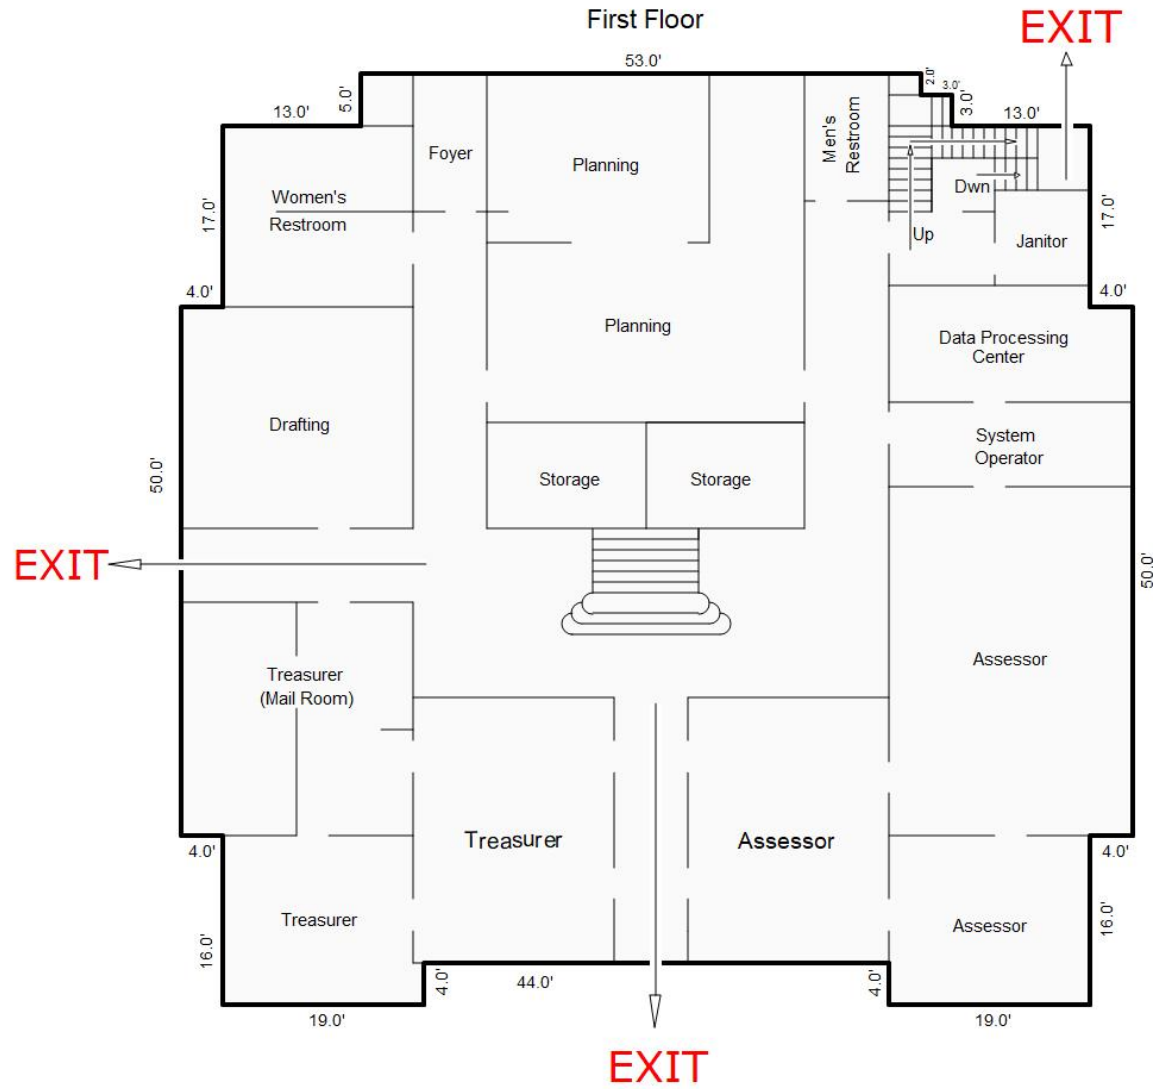 First Floor
EXIT
53.0'
2.0'
3.0'
5.0'
3.0'
13.0'
13.0'
Men's
Restroom
Foyer
Planning
Dwn
Women's
Restroom
17.0'
17.0'
Up
Janitor
4.0'
4.0'
Planning
Data Processing
Center
Drafting
System
Operator
50.0'
Storage
Storage
EXIT
50.0'
Assessor
Treasurer
(Mail Room)
Treasurer
Assessor
4.0'
4.0'
Treasurer
Assessor
16.0'
16.0'
4.0'
44.0'
4.0'
19.0'
19.0'
EXIT